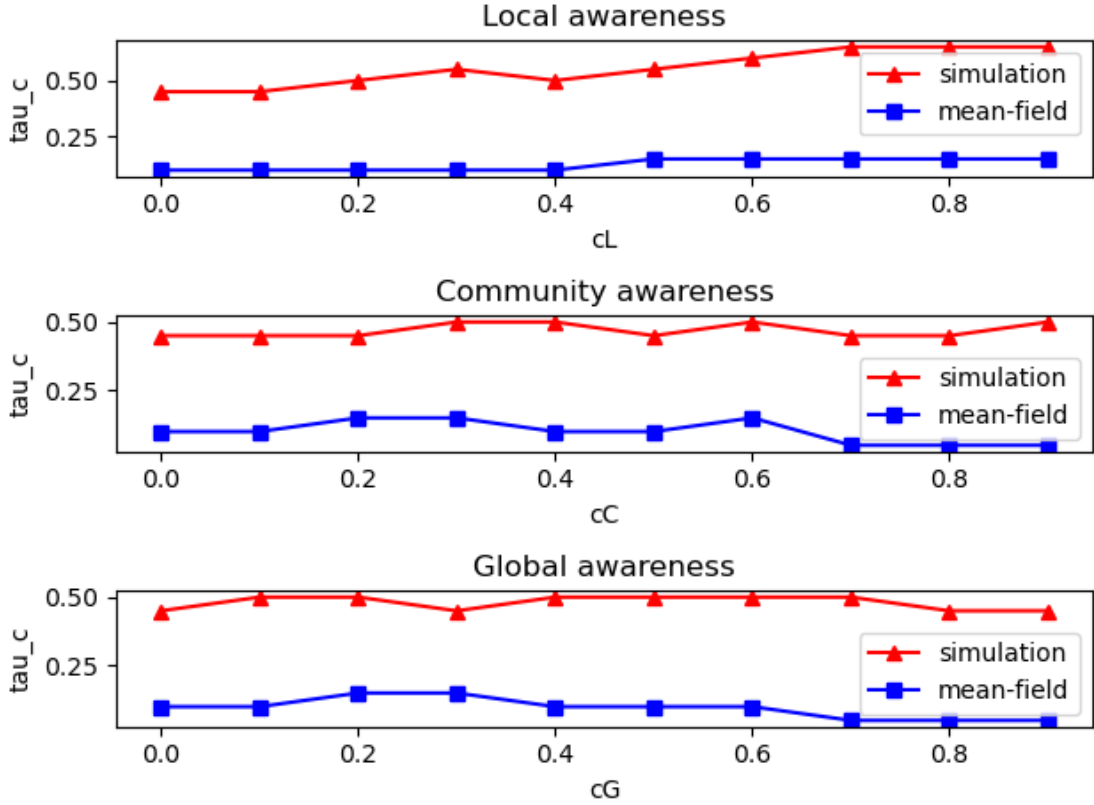 Local awareness
tau_c
0.50
0.25
simulation
mean-field
0.0 0.2 0.4 0.6 0.8
cL
Community awareness
tau_c
0.50
0.25
simulation
mean-field
0.0 0.2 0.4 0.6 0.8
cC
Global awareness
tau_c
0.50
0.25
simulation
mean-field
0.0 0.2 0.4 0.6 0.8
cG